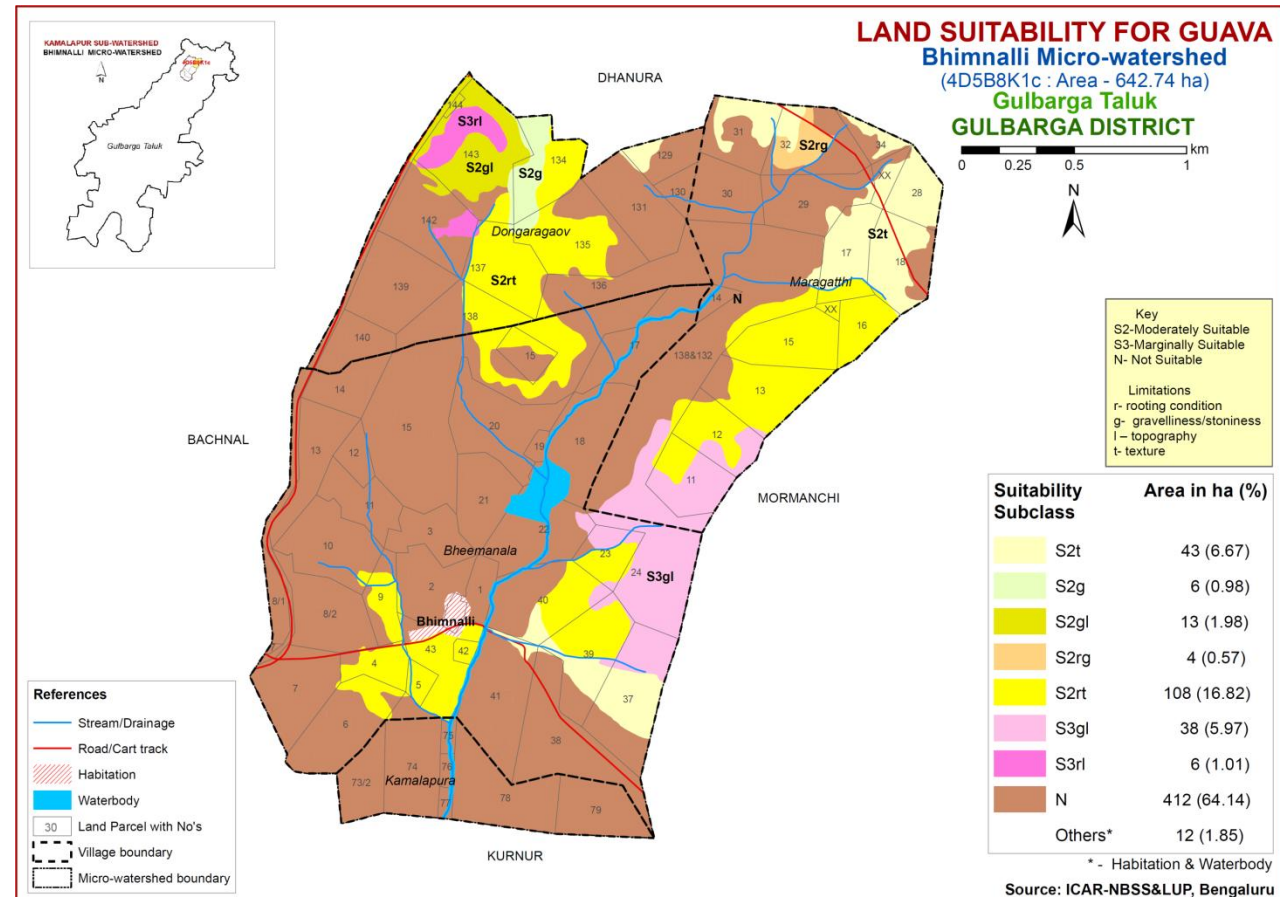 KAMALAPUR SUB-WATERSHED
BHIMNALLI MICRO-WATERSHED
N
Gulbarga Taluk
LAND SUITABILITY FOR GUAVA
Bhimnalli Micro-watershed
(4D5B8K1c : Area - 642.74 ha)
Gulbarga Taluk
GULBARGA DISTRICT
0 0.25 0.5 1 km
N
DHANURA
BACHNAL
MORMANCHI
KURNUR
144
S3rl
143
S2gl
S2g
134
129
31
32
S2rg
34
XX
28
142
Dongaragaov
131
130
30
29
135
S2t
17
18
137
S2rt
136
Maragatthi
139
138
14
N
XX
16
140
15
17
138&132
15
14
13
15
20
12
13
12
19
18
11
11
21
3
22
10
Bheemanala
23
24
S3gl
2
1
9
40
8/1
8/2
Bhimnalli
43
42
39
4
5
7
41
37
6
38
75
74
76
73/2
Kamalapura
77
78
79
Key
S2-Moderately Suitable
S3-Marginally Suitable
N- Not Suitable
Limitations
r- rooting condition
g- gravelliness/stoniness
l – topography
t- texture
Suitability Subclass Area in ha (%)
S2t 43 (6.67)
S2g 6 (0.98)
S2gl 13 (1.98)
S2rg 4 (0.57)
S2rt 108 (16.82)
S3gl 38 (5.97)
S3rl 6 (1.01)
N 412 (64.14)
Others* 12 (1.85)
* - Habitation & Waterbody
Source: ICAR-NBSS&LUP, Bengaluru
References
Stream/Drainage
Road/Cart track
Habitation
Waterbody
30 Land Parcel with No's
Village boundary
Micro-watershed boundary